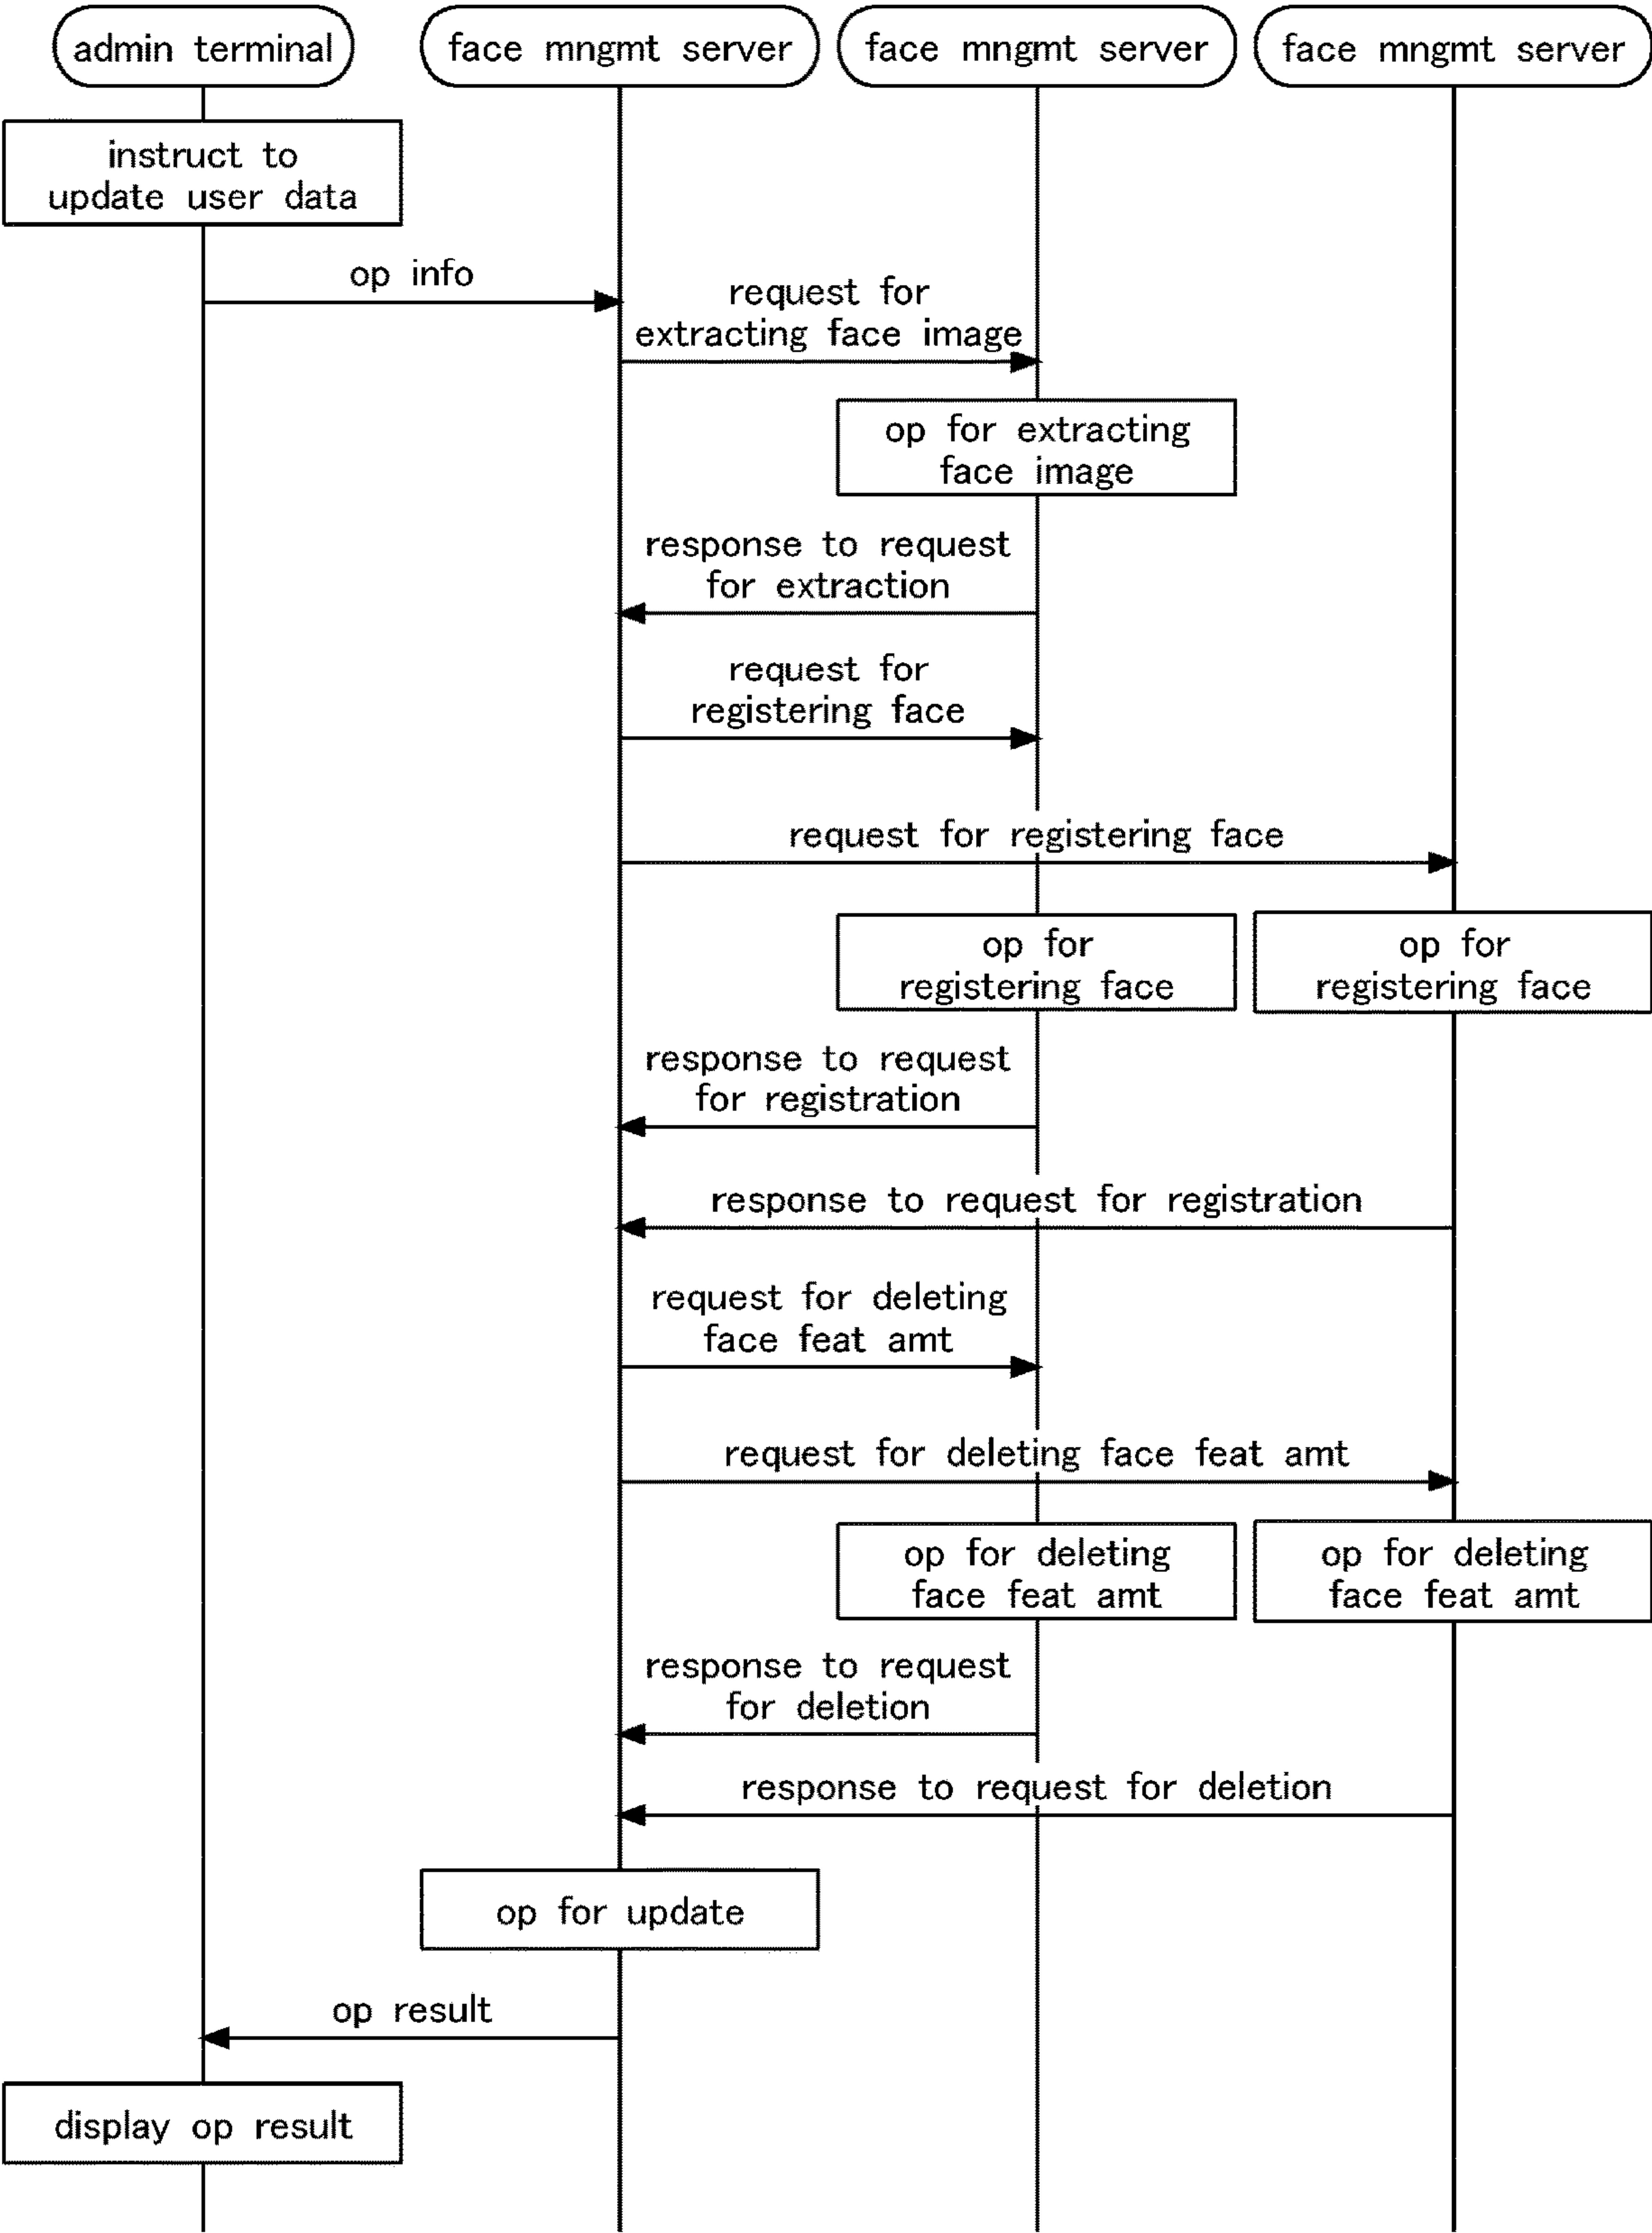 admin terminal
face mngmt server
face mngmt server
face mngmt server
instruct to
update user data
op info
request for
extracting face image
op for extracting
face image
response to request
for extraction
request for
registering face
request for registering face
op for
registering face
op for
registering face
response to request
for registration
response to request for registration
request for deleting
face feat amt
request for deleting face feat amt
op for deleting
face feat amt
op for deleting
face feat amt
response to request
for deletion
response to request for deletion
op for update
op result
display op result